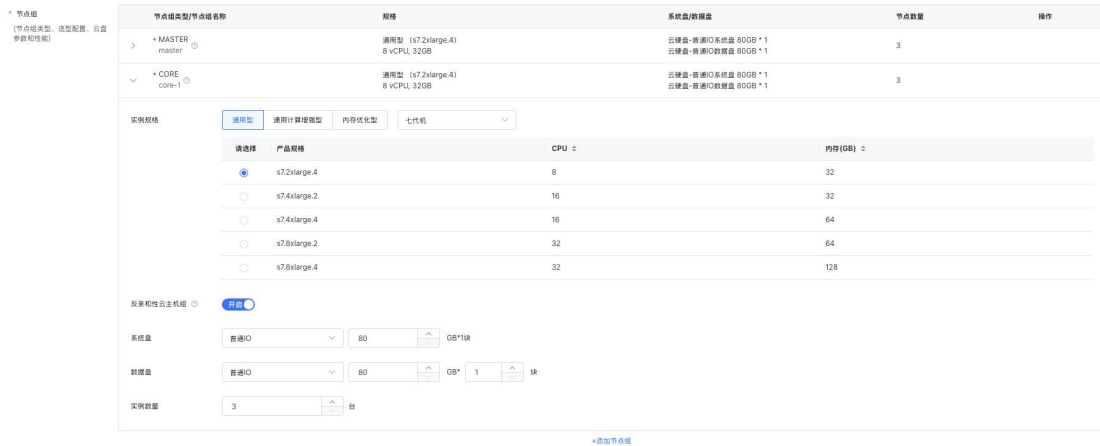 * 节点组
(节点组类型、选型配置、云盘参数和性能)
节点组类型/节点组名称 规格 系统盘/数据盘 节点数量 操作
* MASTER
master
通用型 (s7.2xlarge.4)
8 vCPU, 32GB
云硬盘-普通IO系统盘 80GB * 1
云硬盘-普通IO数据盘 80GB * 1
3
* CORE
core-1
通用型 (s7.2xlarge.4)
8 vCPU, 32GB
云硬盘-普通IO系统盘 80GB * 1
云硬盘-普通IO数据盘 80GB * 1
3
实例规格 通用型 通用计算增强型 内存优化型 七代机
请选择 产品规格 CPU 内存(GB)
s7.2xlarge.4 8 32
s7.4xlarge.2 16 32
s7.4xlarge.4 16 64
s7.8xlarge.2 32 64
s7.8xlarge.4 32 128
反亲和性云主机组 开启
系统盘 普通IO 80 GB*1块
数据盘 普通IO 80 GB* 1 块
实例数量 3 台
+添加节点组